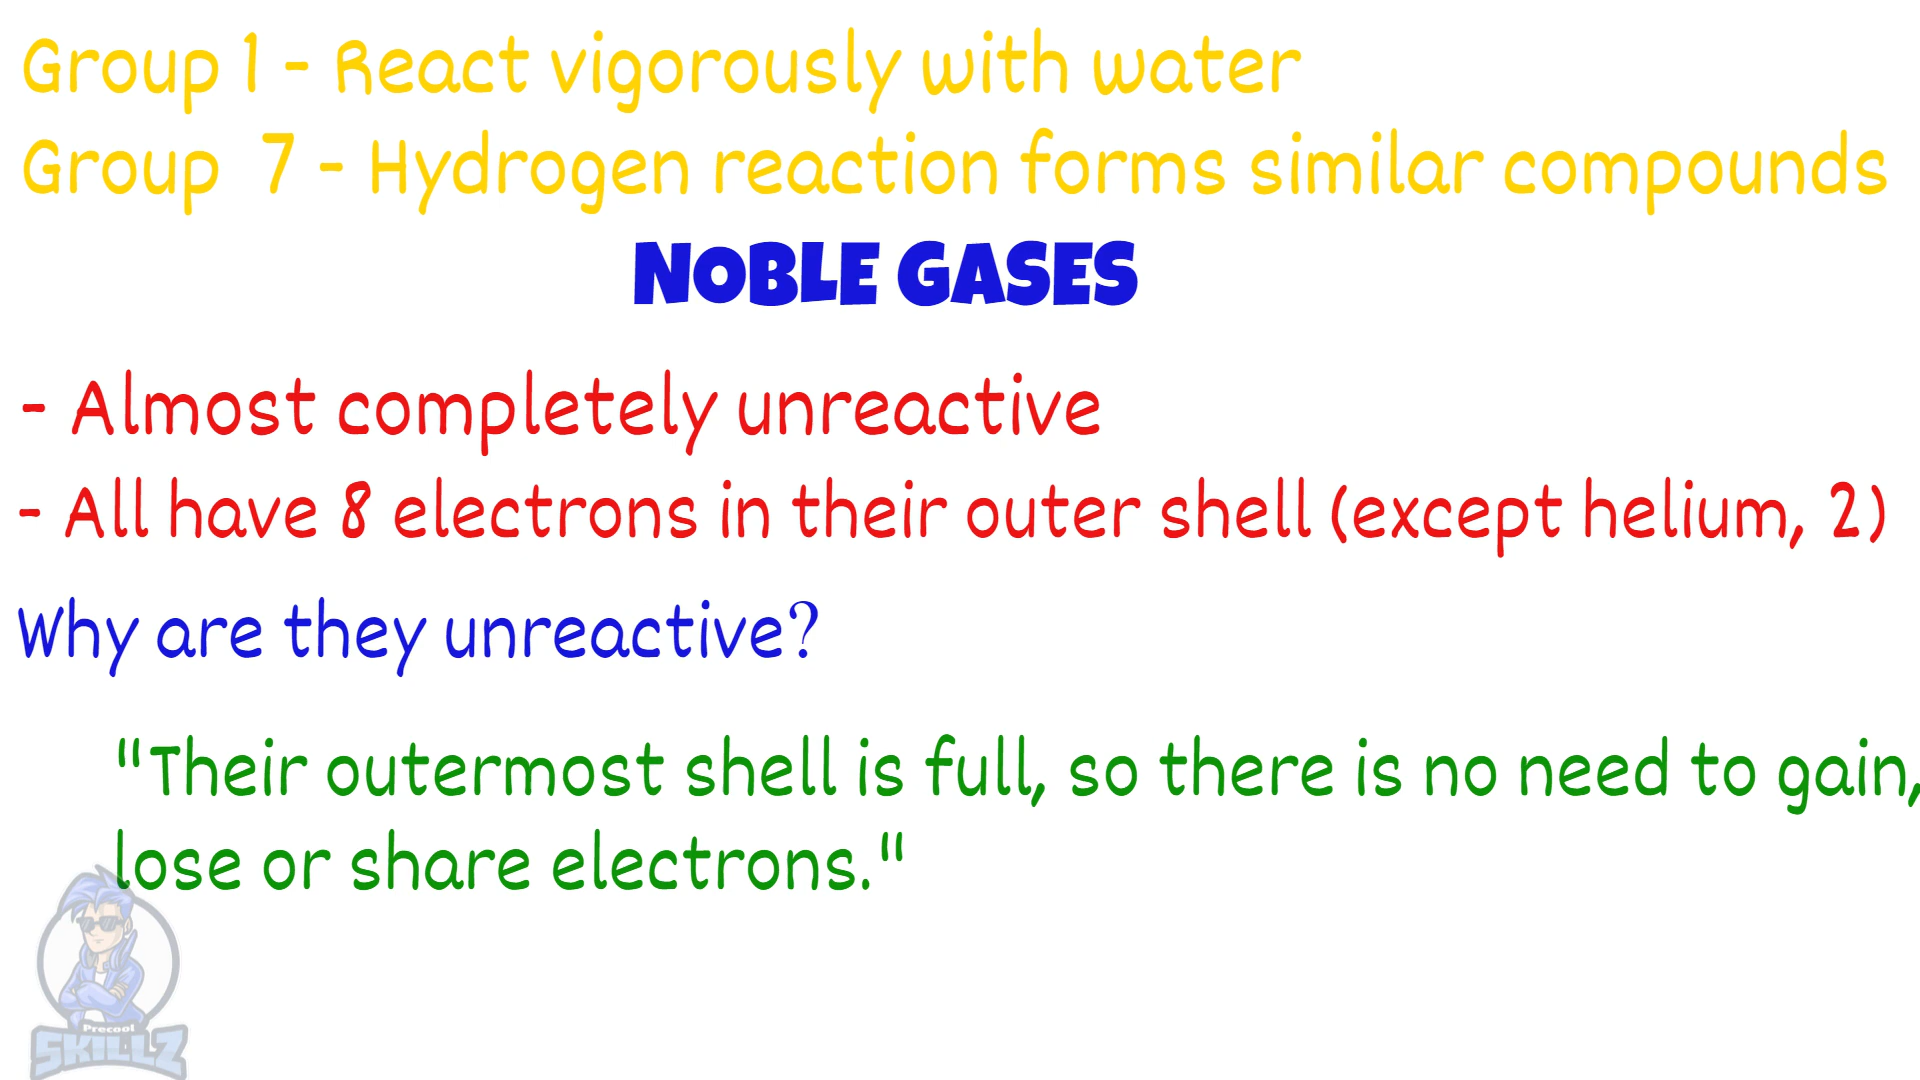 Group 1 - React vigorously with water
Group 7 - Hydrogen reaction forms similar compounds
NOBLE GASES
- Almost completely unreactive
- All have 8 electrons in their outer shell (except helium, 2)
Why are they unreactive?
"Their outermost shell is full, so there is no need to gain,
lose or share electrons."
Precool
SKILLZ